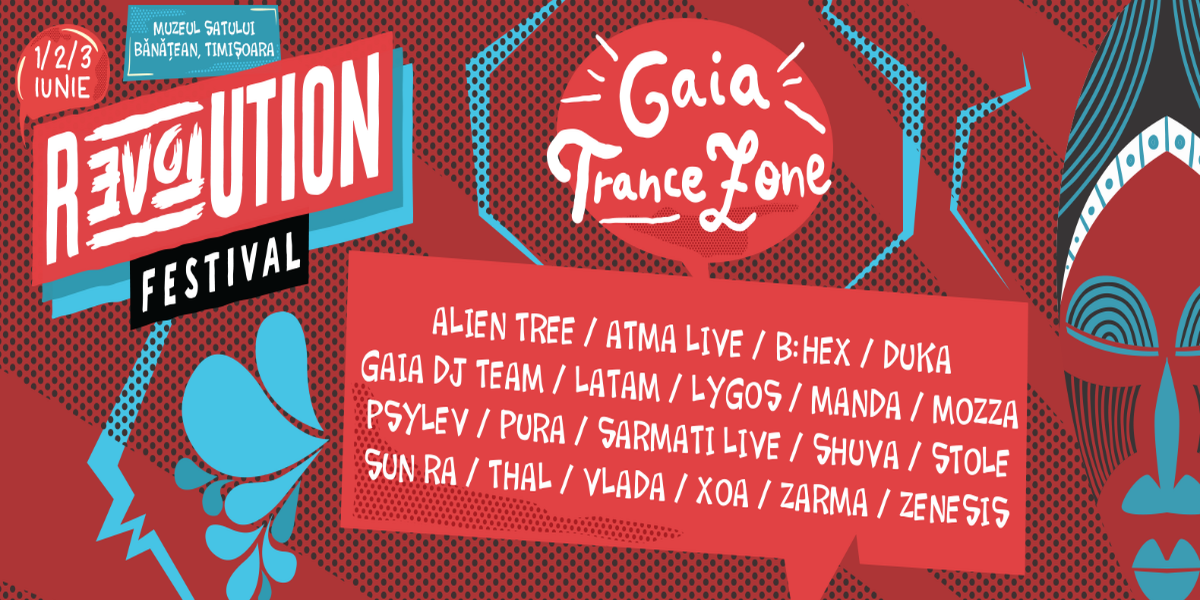 1/2/3
IUNIE
MUZEUL SATULUI
BĂNĂȚEAN, TIMIȘOARA
REVOLUTION
FESTIVAL
Gaia
Trance Zone
ALIEN TREE / ATMA LIVE / B:HEX / DUKA
GAIA DJ TEAM / LATAM / LYGOS / MANDA / MOZZA
PSYLEV / PURA / SARMATI LIVE / SHUVA / STOLE
SUN RA / THAL / VLADA / XOA / ZARMA / ZENESIS